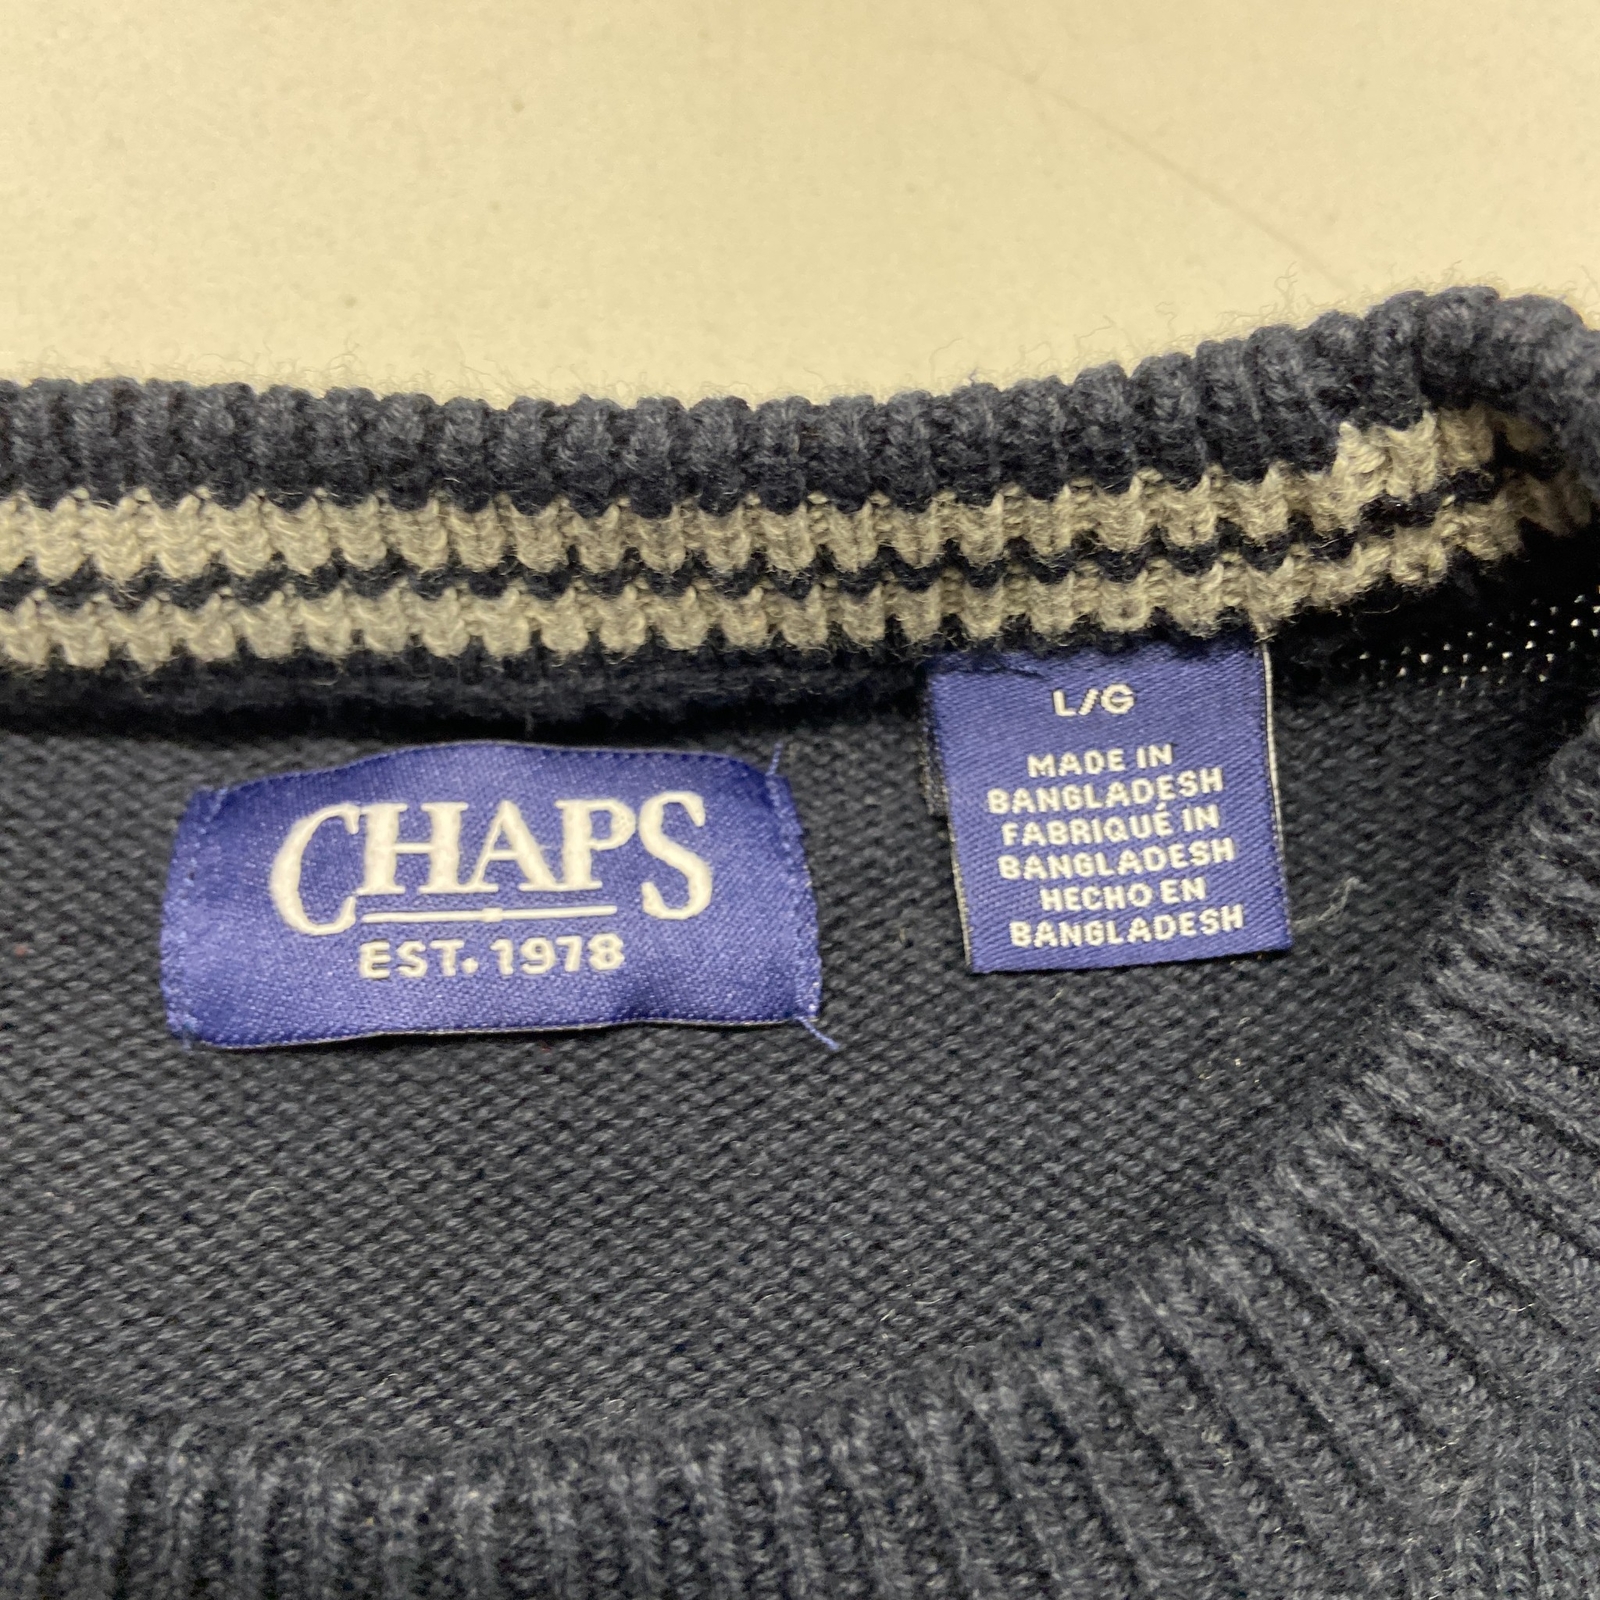 CHAPS
EST. 1978
L/G
MADE IN
BANGLADESH
FABRIQUÉ IN
BANGLADESH
HECHO EN
BANGLADESH